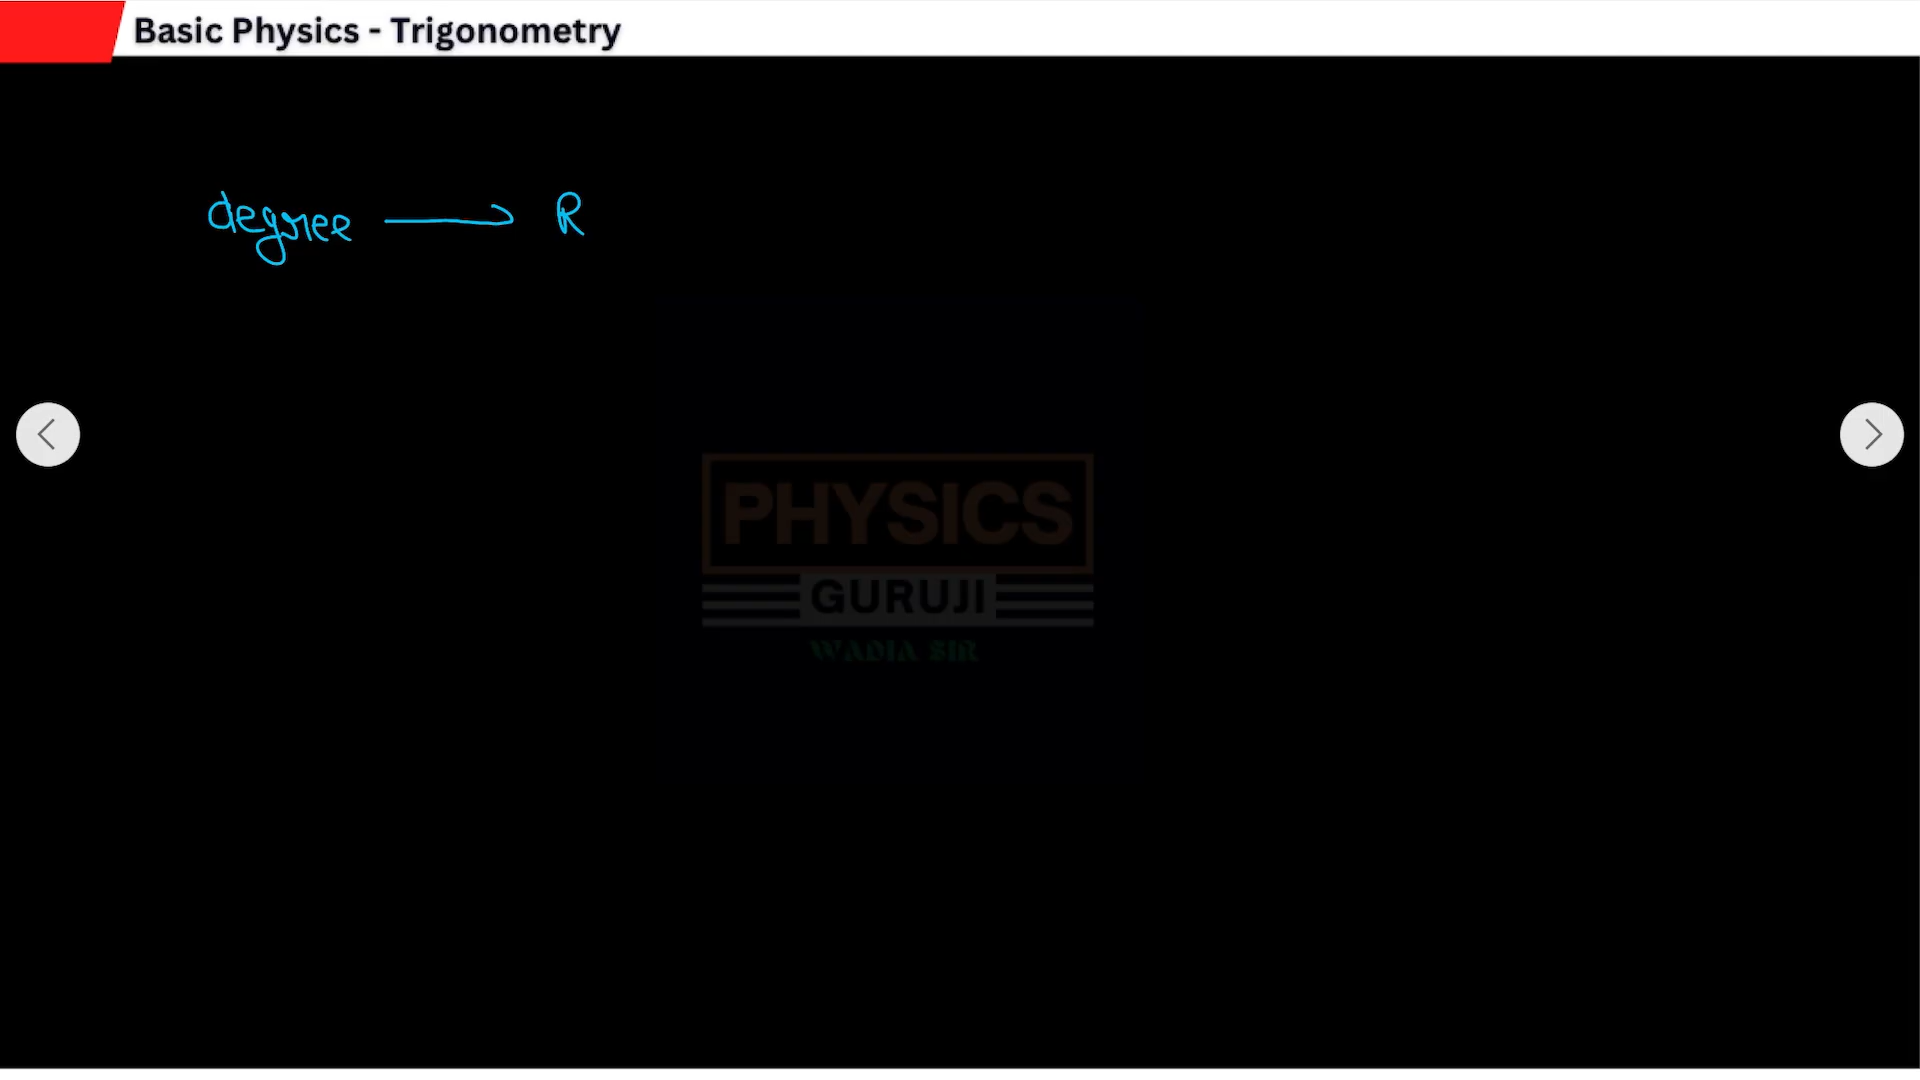 Basic Physics - Trigonometry
degree → R
PHYSICS
GURUJI
WADIA SIR